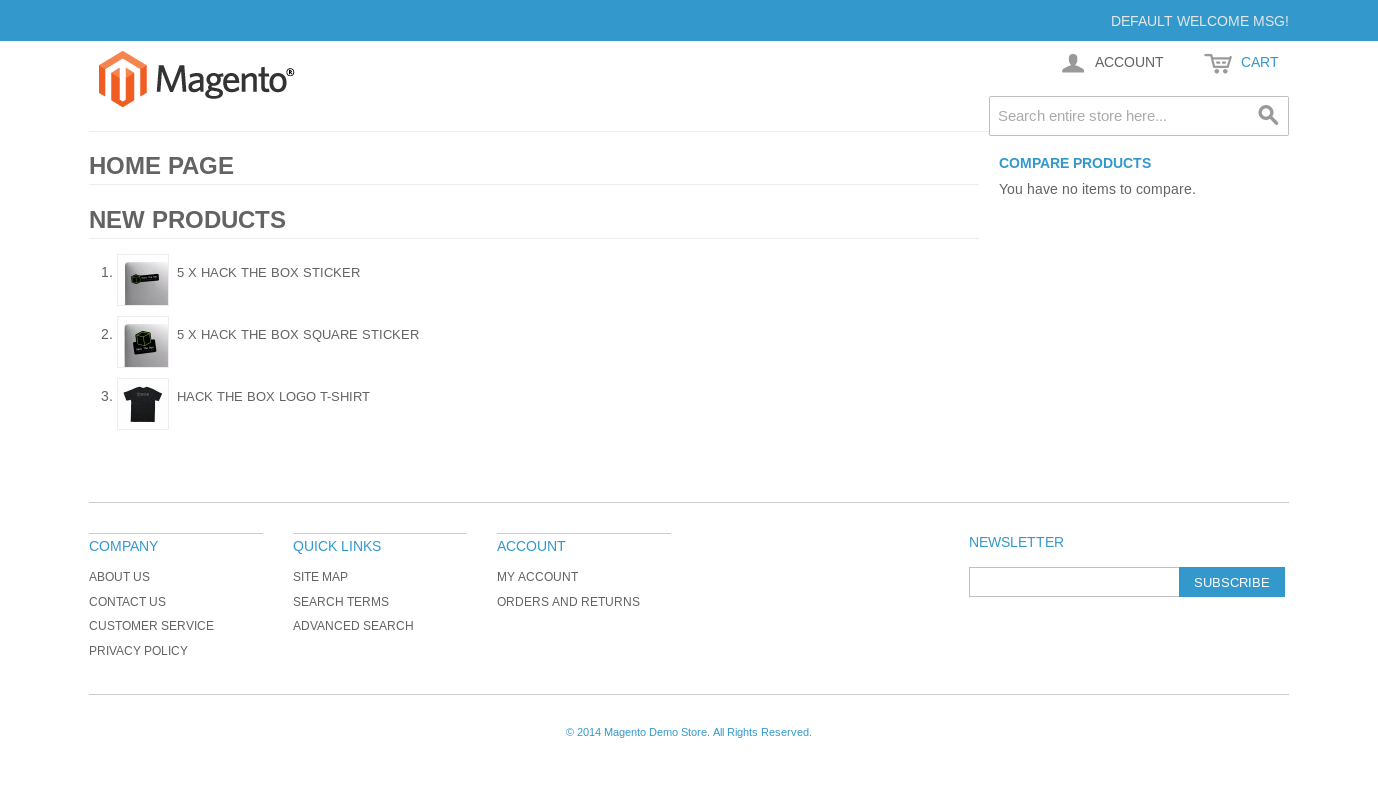 DEFAULT WELCOME MSG!
Magento®
ACCOUNT
CART
Search entire store here...
HOME PAGE
COMPARE PRODUCTS
You have no items to compare.
NEW PRODUCTS
1. 5 X HACK THE BOX STICKER
2. 5 X HACK THE BOX SQUARE STICKER
3. HACK THE BOX LOGO T-SHIRT
COMPANY
ABOUT US
CONTACT US
CUSTOMER SERVICE
PRIVACY POLICY
QUICK LINKS
SITE MAP
SEARCH TERMS
ADVANCED SEARCH
ACCOUNT
MY ACCOUNT
ORDERS AND RETURNS
NEWSLETTER
SUBSCRIBE
© 2014 Magento Demo Store. All Rights Reserved.